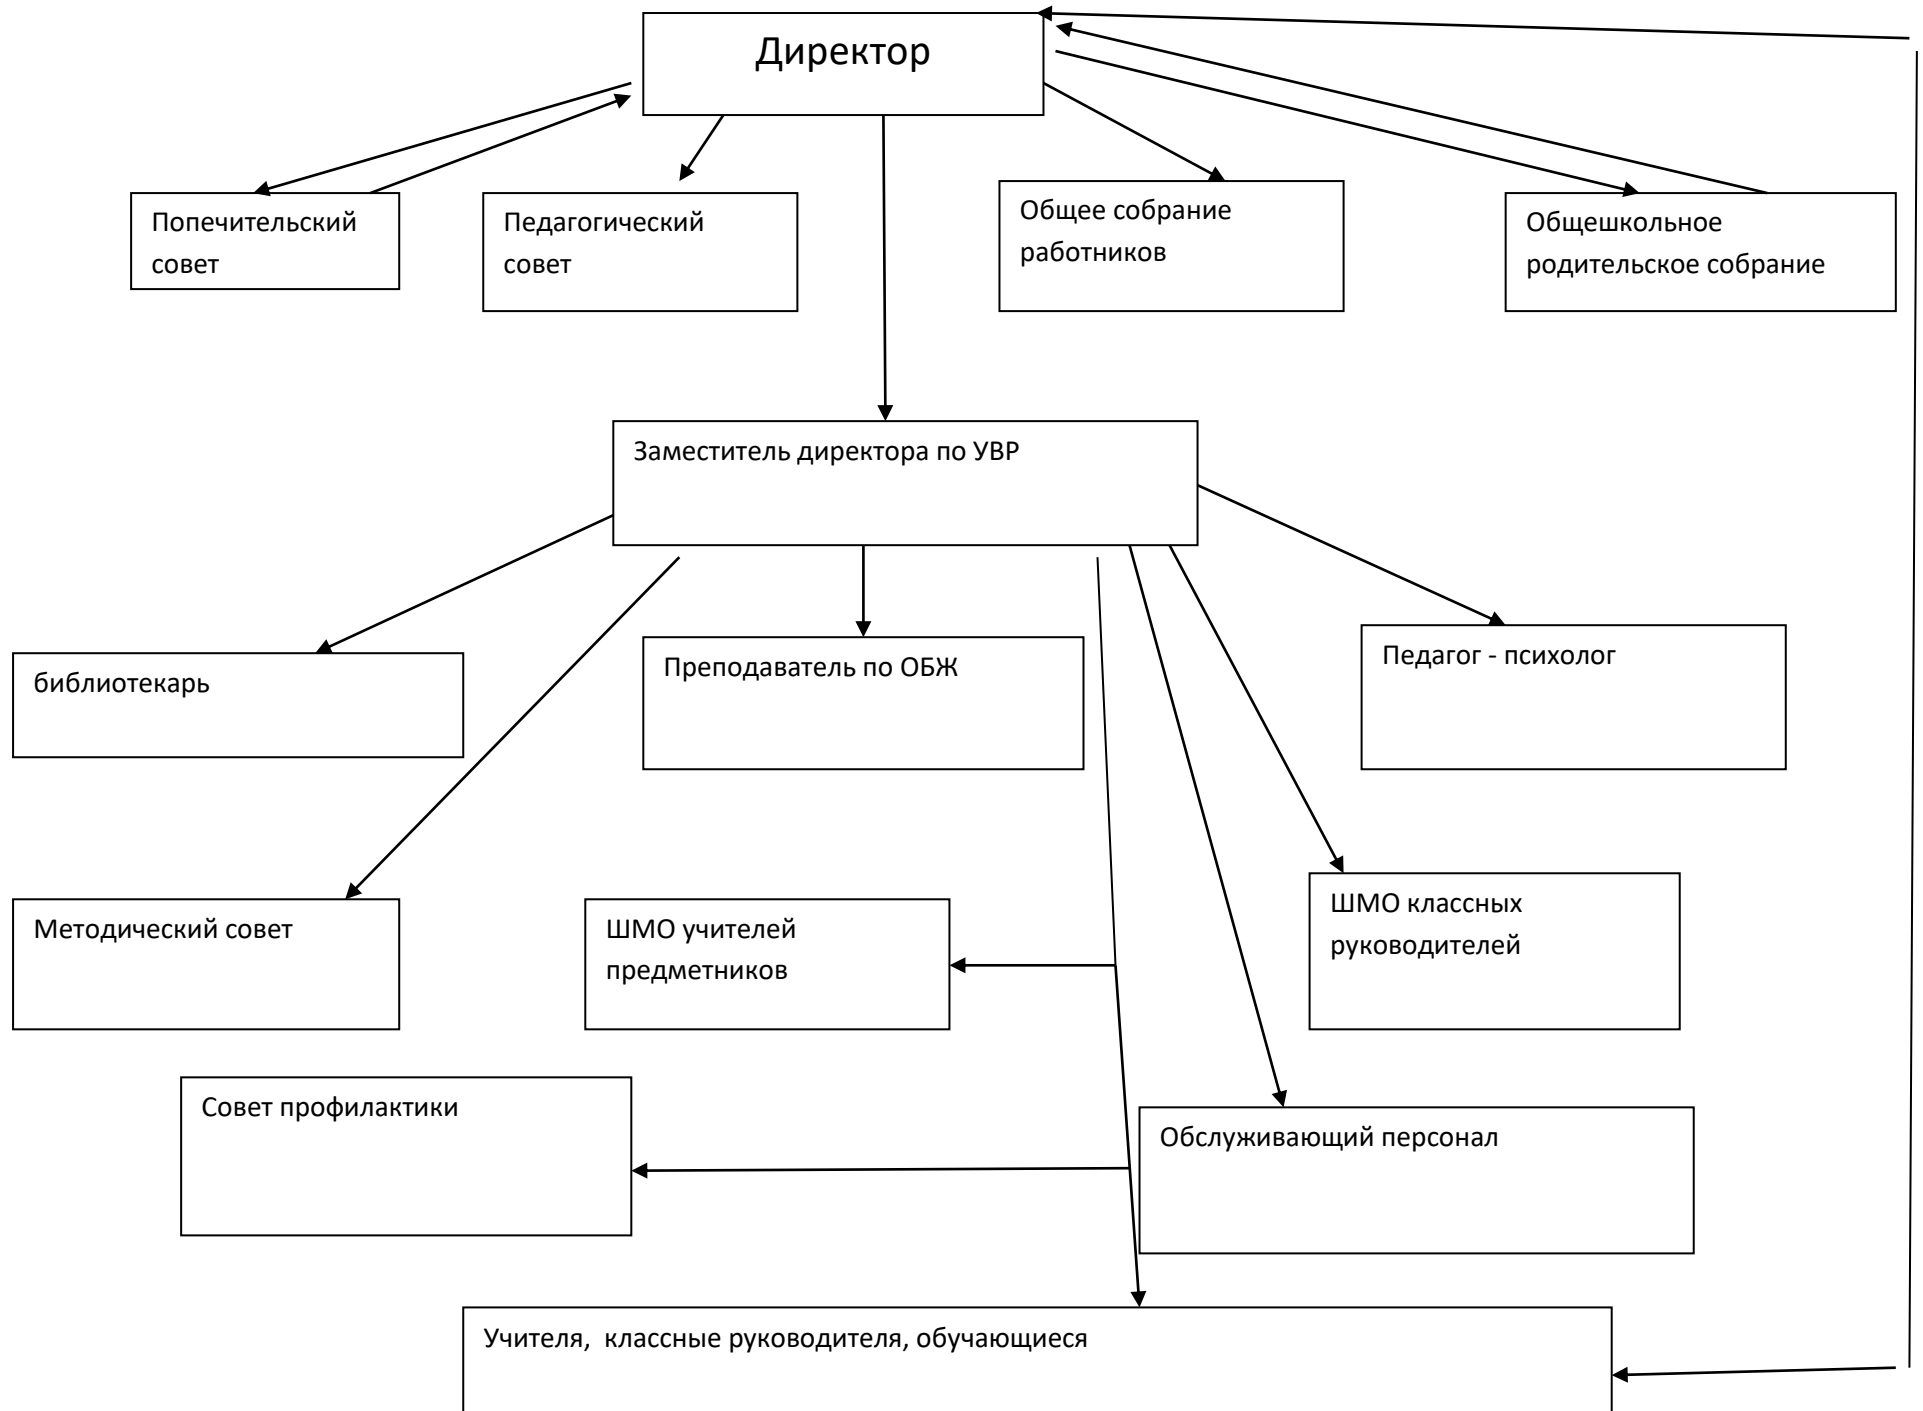 Директор
Попечительский
совет
Педагогический
совет
Общее собрание
работников
Общешкольное
родительское собрание
Заместитель директора по УВР
библиотекарь
Преподаватель по ОБЖ
Педагог - психолог
Методический совет
ШМО учителей
предметников
ШМО классных
руководителей
Совет профилактики
Обслуживающий персонал
Учителя,  классные руководителя, обучающиеся